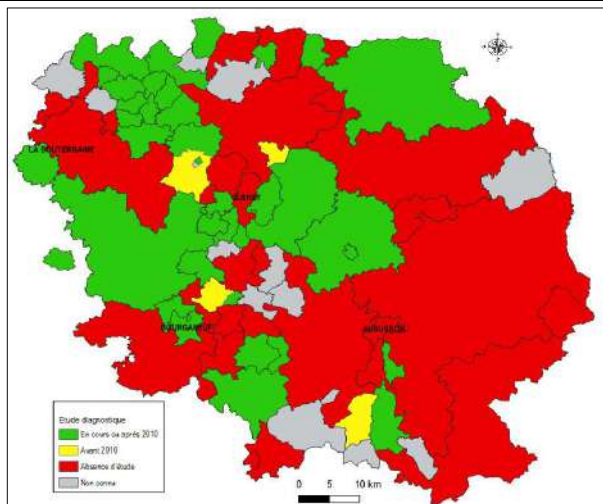 LA SOUTERRAINE
GUERET
BOURGANEUF
AUBUSSON
Etude diagnostique
En cours ou après 2010
Avant 2010
Absence d'étude
Non connu
0 5 10 km